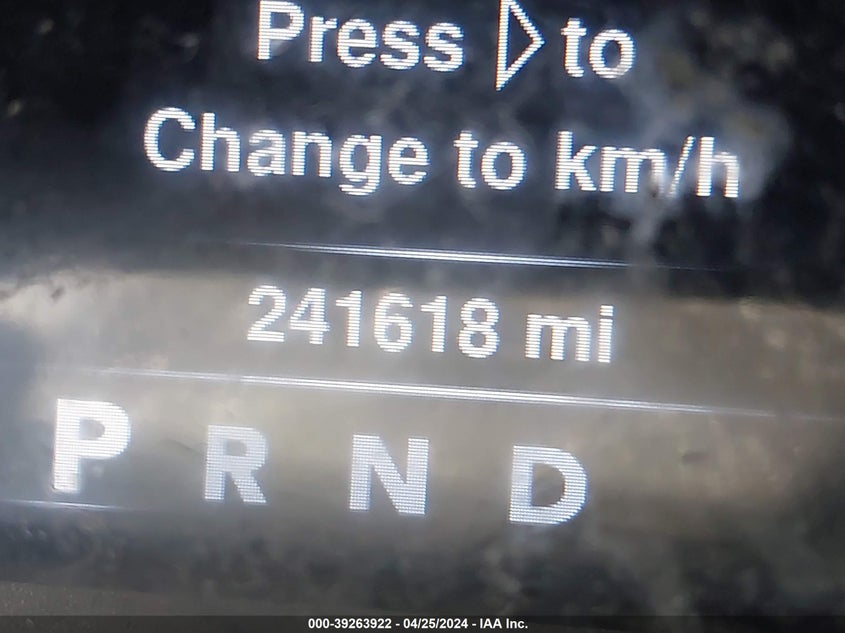 Press ▷ to
Change to km/h
241618 mi
P R N D
000-39263922 - 04/25/2024 - IAA Inc.